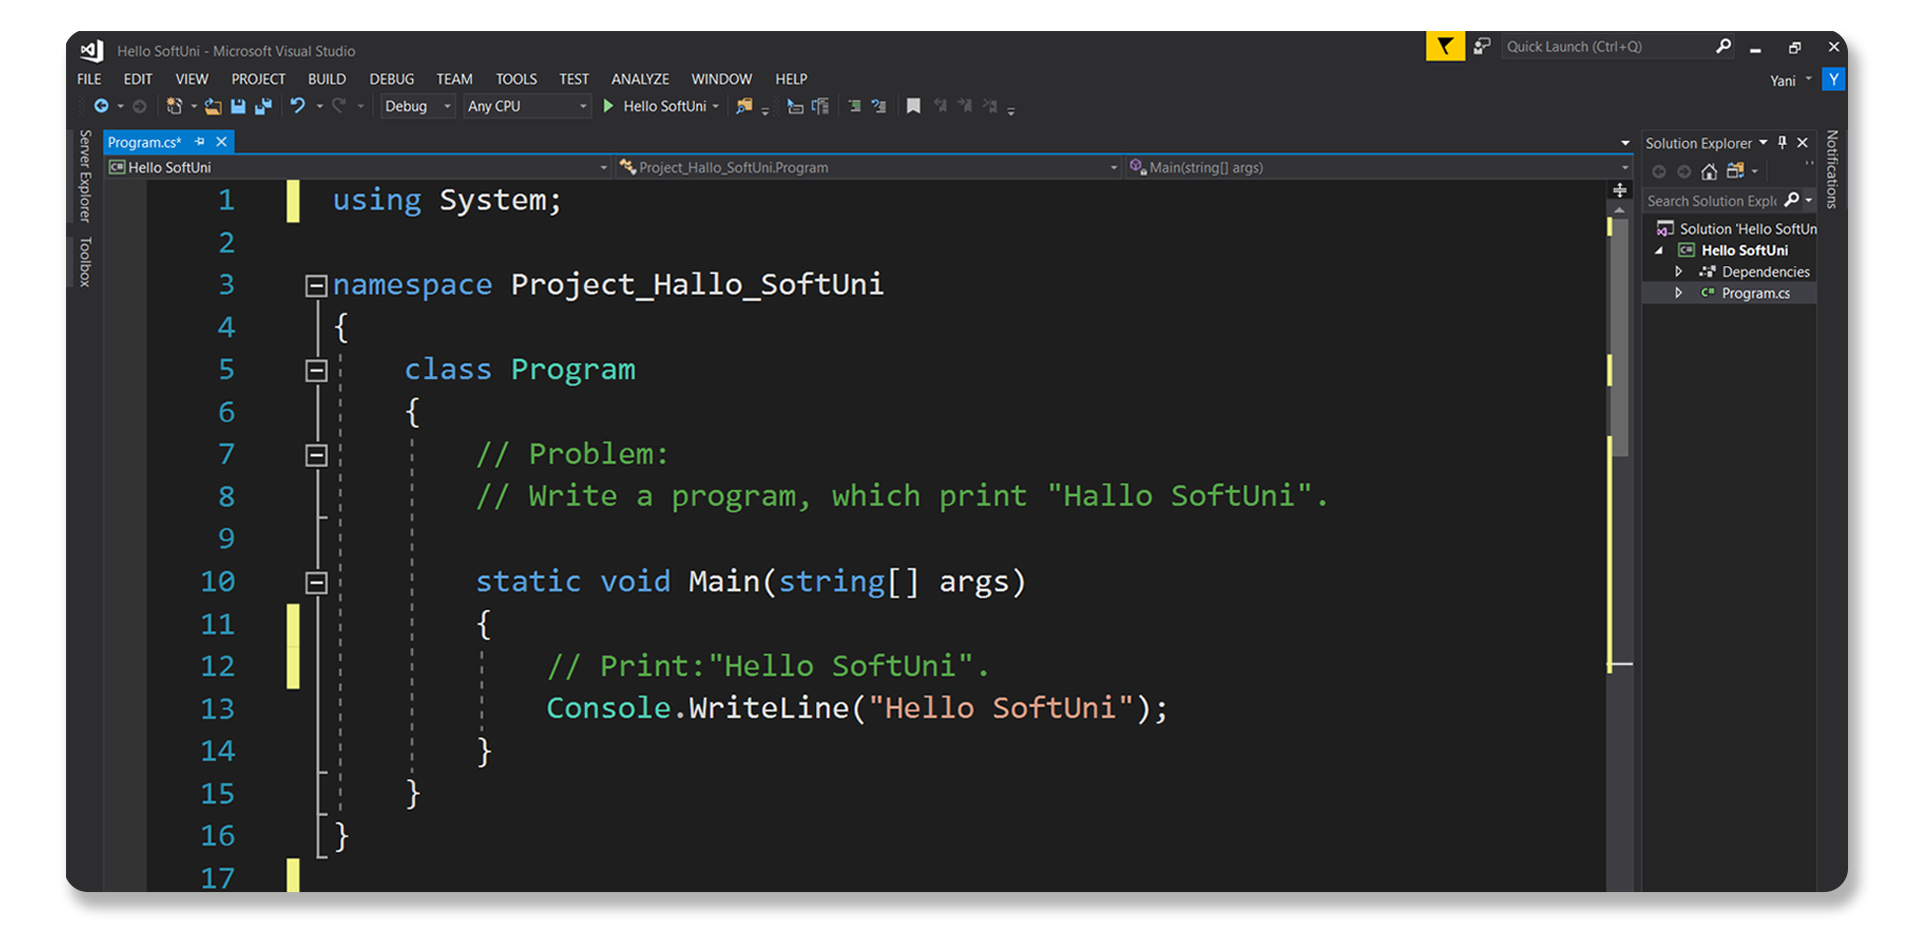 Hello SoftUni - Microsoft Visual Studio
Quick Launch (Ctrl+Q)
FILE EDIT VIEW PROJECT BUILD DEBUG TEAM TOOLS TEST ANALYZE WINDOW HELP
Yani Y
Debug Any CPU Hello SoftUni
Server Explorer
Toolbox
Program.cs*
Hello SoftUni Project_Hallo_SoftUni.Program Main(string[] args)
1 using System;
2
3 namespace Project_Hallo_SoftUni
4 {
5 class Program
6 {
7 // Problem:
8 // Write a program, which print "Hallo SoftUni".
9
10 static void Main(string[] args)
11 {
12 // Print:"Hello SoftUni".
13 Console.WriteLine("Hello SoftUni");
14 }
15 }
16 }
17
Solution Explorer
Search Solution Explo
Solution 'Hello SoftUn
Hello SoftUni
Dependencies
C# Program.cs
Notifications